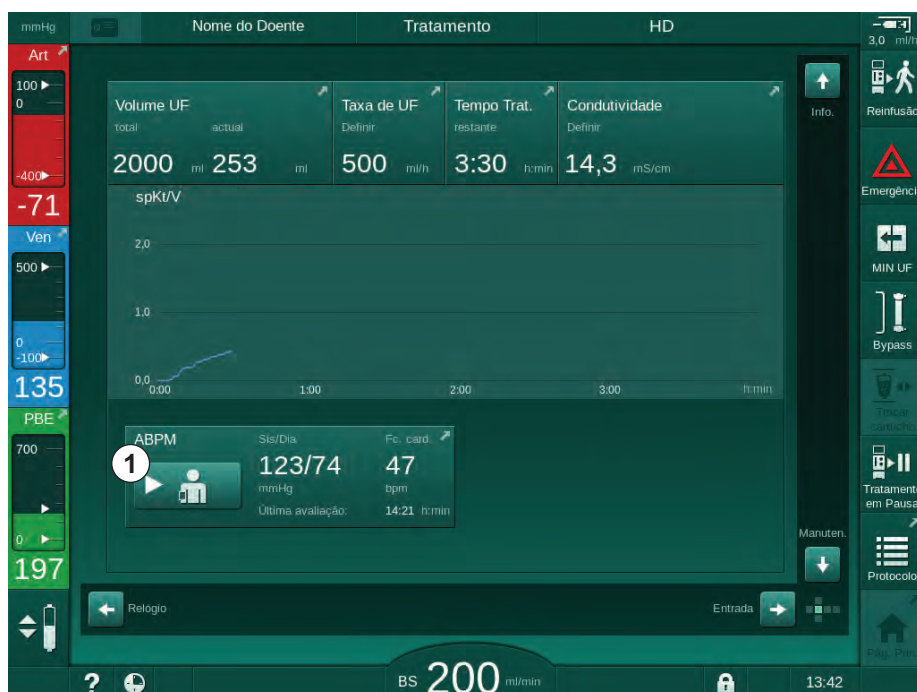 mmHg
Nome do Doente
Tratamento
HD
3,0 ml/h
Art
100
0
-400
-71
Ven
500
0
-100
135
PBE
700
0
197
Volume UF
total actual
2000 ml 253 ml
Taxa de UF
Definir
500 ml/h
Tempo Trat.
restante
3:30 h:min
Condutividade
Definir
14,3 mS/cm
spKt/V
2,0
1,0
0,0
0:00 1:00 2:00 3:00 h:min
ABPM
1
Sis/Dia
123/74
mmHg
Fc. card.
47
bpm
Última avaliação: 14:21 h:min
Info.
Manuten.
Relógio
Entrada
Reinfusão
Emergênci
MIN UF
Bypass
Trocar
cartucho
Tratamento
em Pausa
Protocolo
Pág. Prin
? BS 200 ml/min 13:42